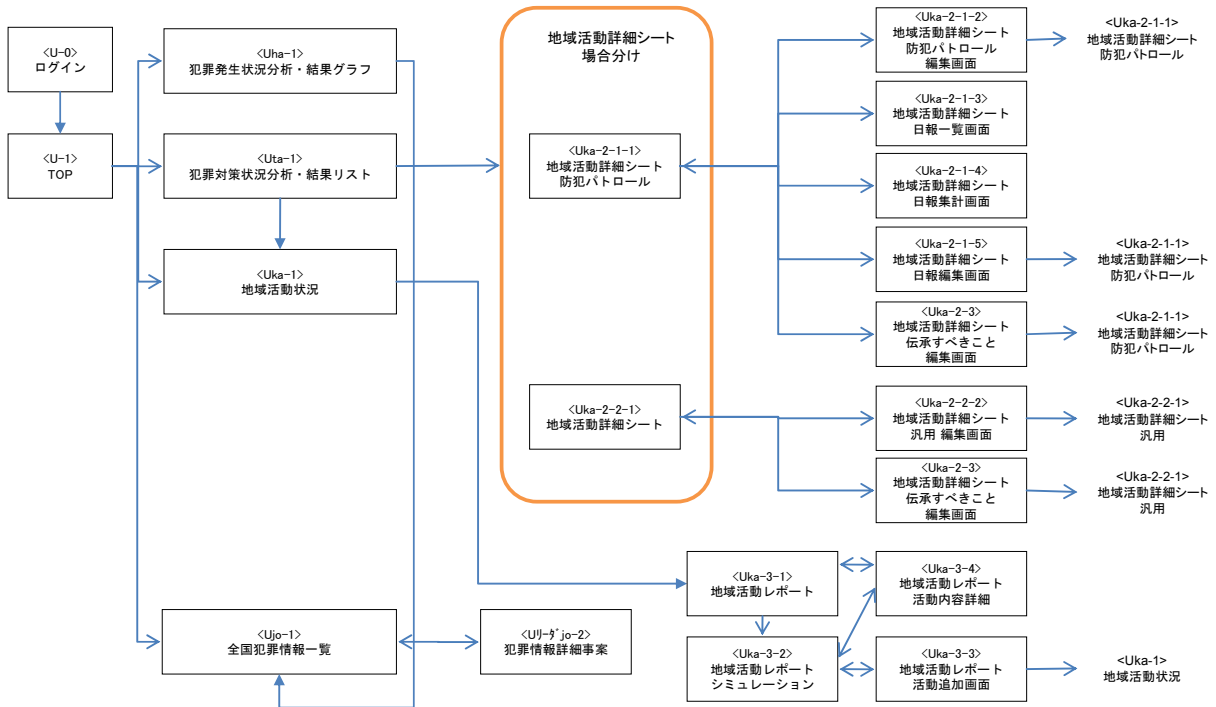 <U-0>
ログイン
<U-1>
TOP
<Uha-1>
犯罪発生状況分析・結果グラフ
<Uta-1>
犯罪対策状況分析・結果リスト
<Uka-1>
地域活動状況
<Ujo-1>
全国犯罪情報一覧
<Uﾘｰﾀﾞjo-2>
犯罪情報詳細事案
地域活動詳細シート
場合分け
<Uka-2-1-1>
地域活動詳細シート
防犯パトロール
<Uka-2-2-1>
地域活動詳細シート
<Uka-2-1-2>
地域活動詳細シート
防犯パトロール
編集画面
<Uka-2-1-1>
地域活動詳細シート
防犯パトロール
<Uka-2-1-3>
地域活動詳細シート
日報一覧画面
<Uka-2-1-4>
地域活動詳細シート
日報集計画面
<Uka-2-1-5>
地域活動詳細シート
日報編集画面
<Uka-2-1-1>
地域活動詳細シート
防犯パトロール
<Uka-2-3>
地域活動詳細シート
伝承すべきこと
編集画面
<Uka-2-1-1>
地域活動詳細シート
防犯パトロール
<Uka-2-2-2>
地域活動詳細シート
汎用 編集画面
<Uka-2-2-1>
地域活動詳細シート
汎用
<Uka-2-3>
地域活動詳細シート
伝承すべきこと
編集画面
<Uka-2-2-1>
地域活動詳細シート
汎用
<Uka-3-1>
地域活動レポート
<Uka-3-4>
地域活動レポート
活動内容詳細
<Uka-3-2>
地域活動レポート
シミュレーション
<Uka-3-3>
地域活動レポート
活動追加画面
<Uka-1>
地域活動状況